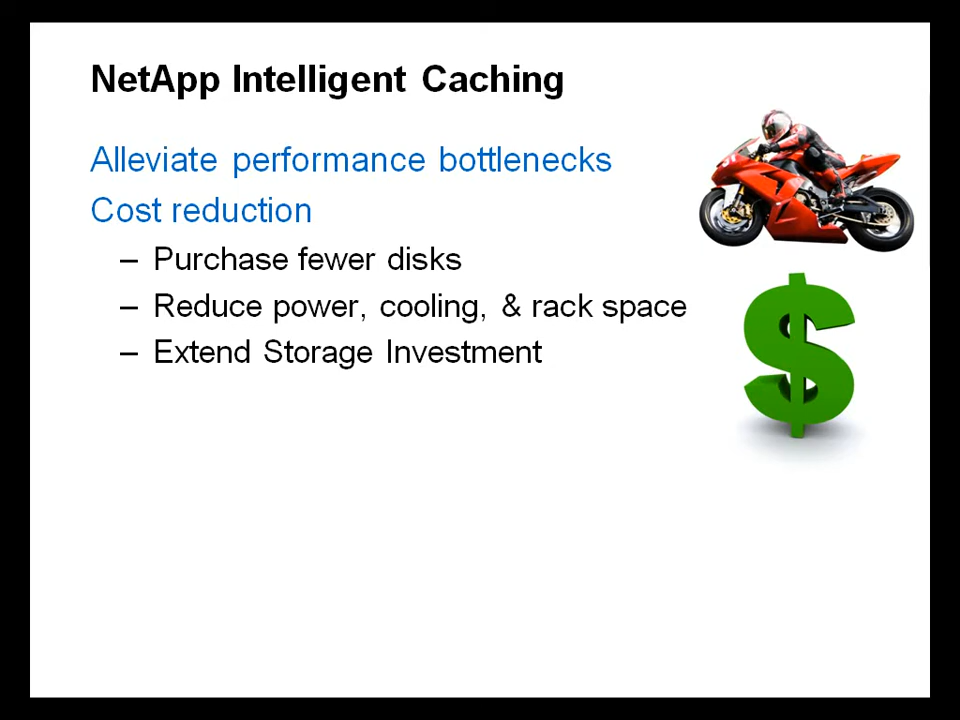 NetApp Intelligent Caching
Alleviate performance bottlenecks
Cost reduction
– Purchase fewer disks
– Reduce power, cooling, & rack space
– Extend Storage Investment
$